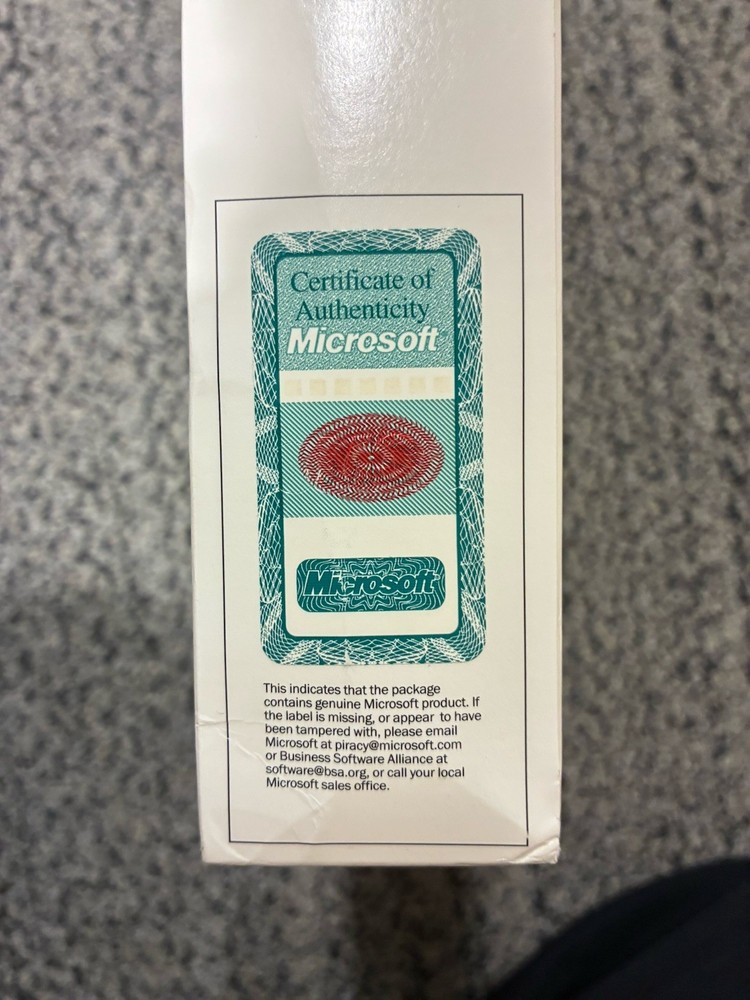 Certificate of
Authenticity
Microsoft
Microsoft
This indicates that the package
contains genuine Microsoft product. If
the label is missing, or appear to have
been tampered with, please email
Microsoft at piracy@microsoft.com
or Business Software Alliance at
software@bsa.org, or call your local
Microsoft sales office.